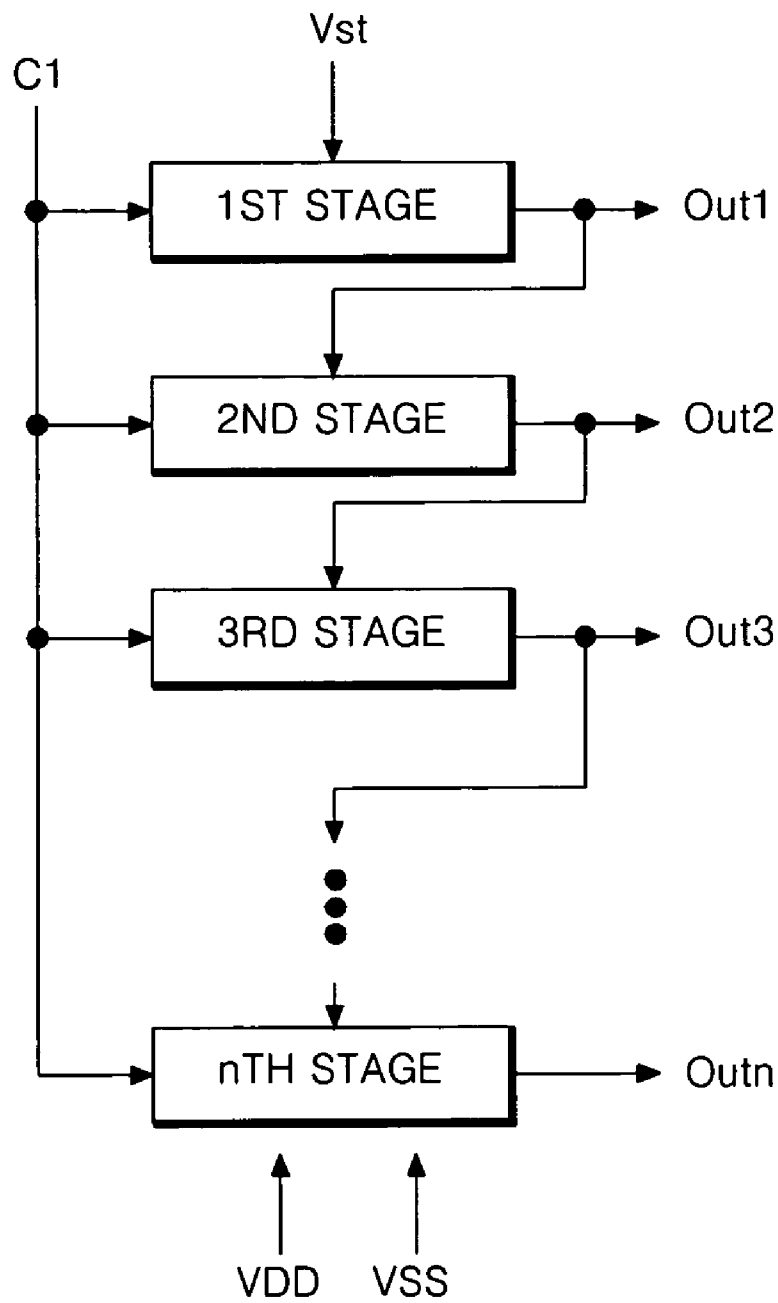 Vst
C1
1ST STAGE
Out1
2ND STAGE
Out2
3RD STAGE
Out3
nTH STAGE
Outn
VDD
VSS